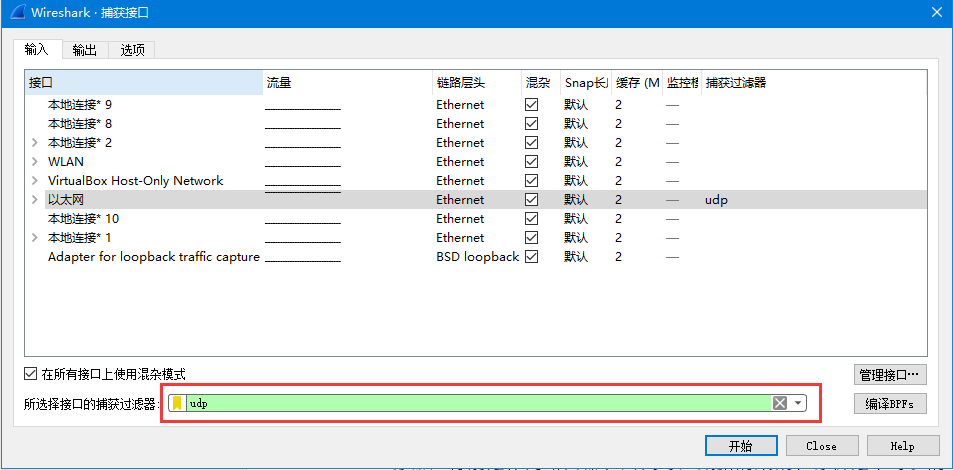 Wireshark · 捕获接口
输入 输出 选项
接口 流量 链路层头 混杂 Snap长度 缓存 (M 监控模 捕获过滤器
本地连接* 9 Ethernet 默认 2 —
本地连接* 8 Ethernet 默认 2 —
本地连接* 2 Ethernet 默认 2 —
WLAN Ethernet 默认 2 —
VirtualBox Host-Only Network Ethernet 默认 2 —
以太网 Ethernet 默认 2 — udp
本地连接* 10 Ethernet 默认 2 —
本地连接* 1 Ethernet 默认 2 —
Adapter for loopback traffic capture BSD loopback 默认 2 —
在所有接口上使用混杂模式 管理接口…
所选择接口的捕获过滤器: udp 编译BPFs
开始 Close Help